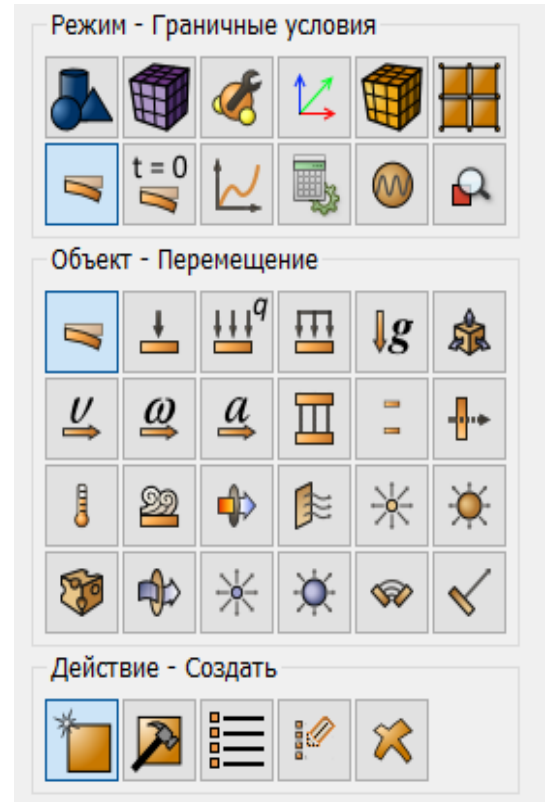 Режим - Граничные условия
t = 0
Объект - Перемещение
q
g
υ ω a
Действие - Создать